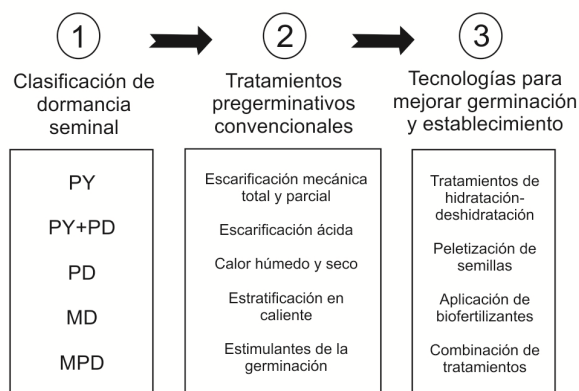 1
2
3
Clasificación de
dormancia
seminal
Tratamientos
pregerminativos
convencionales
Tecnologías para
mejorar germinación
y establecimiento
PY
PY+PD
PD
MD
MPD
Escarificación mecánica
total y parcial
Escarificación ácida
Calor húmedo y seco
Estratificación en
caliente
Estimulantes de la
germinación
Tratamientos de
hidratación-
deshidratación
Peletización de
semillas
Aplicación de
biofertilizantes
Combinación de
tratamientos